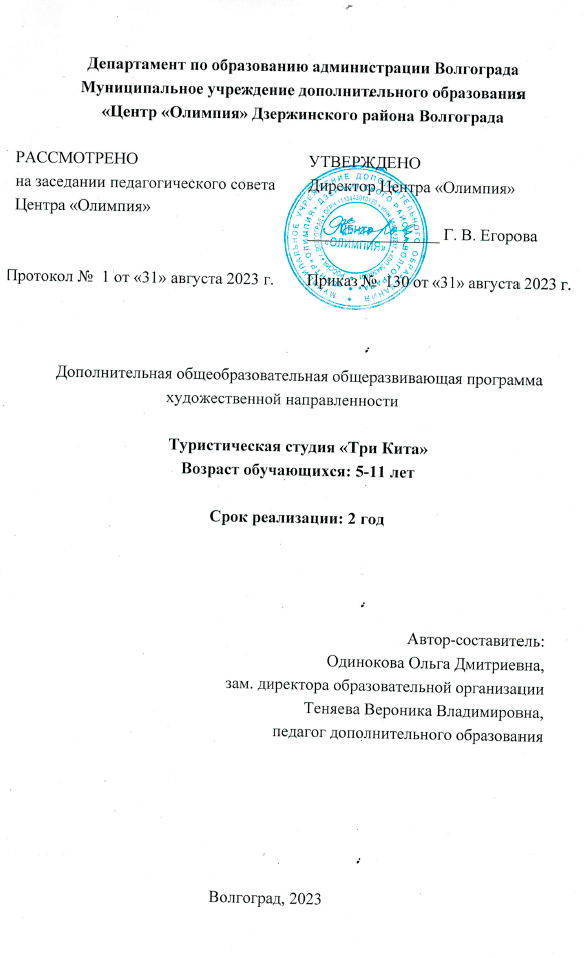 Департамент по образованию администрации Волгограда
Муниципальное учреждение дополнительного образования
«Центр «Олимпия» Дзержинского района Волгограда
РАССМОТРЕНО
на заседании педагогического совета
Центра «Олимпия»
Протокол № 1 от «31» августа 2023 г.
УТВЕРЖДЕНО
Директор Центра «Олимпия»
Г. В. Егорова
Приказ № 130 от «31» августа 2023 г.
«ОЛИМПИЯ»
Дополнительная общеобразовательная общеразвивающая программа
художественной направленности
Туристическая студия «Три Кита»
Возраст обучающихся: 5-11 лет
Срок реализации: 2 год
Автор-составитель:
Одинокова Ольга Дмитриевна,
зам. директора образовательной организации
Теняева Вероника Владимировна,
педагог дополнительного образования
Волгоград, 2023